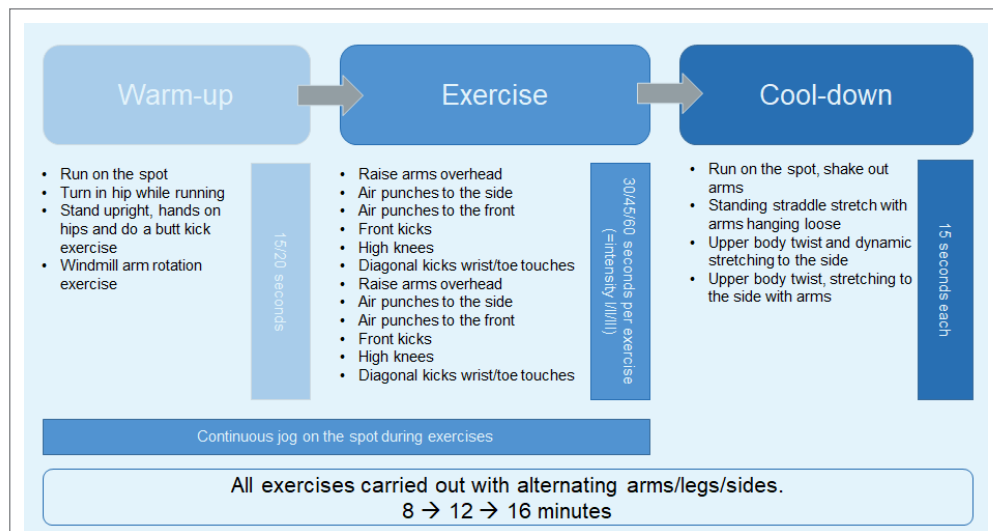 Warm-up
Exercise
Cool-down
• Run on the spot
• Turn in hip while running
• Stand upright, hands on
hips and do a butt kick
exercise
• Windmill arm rotation
exercise
15/20 seconds
• Raise arms overhead
• Air punches to the side
• Air punches to the front
• Front kicks
• High knees
• Diagonal kicks wrist/toe touches
• Raise arms overhead
• Air punches to the side
• Air punches to the front
• Front kicks
• High knees
• Diagonal kicks wrist/toe touches
30/45/60 seconds per exercise
(=intensity I/II/III)
• Run on the spot, shake out
arms
• Standing straddle stretch with
arms hanging loose
• Upper body twist and dynamic
stretching to the side
• Upper body twist, stretching to
the side with arms
15 seconds each
Continuous jog on the spot during exercises
All exercises carried out with alternating arms/legs/sides.
8 → 12 → 16 minutes